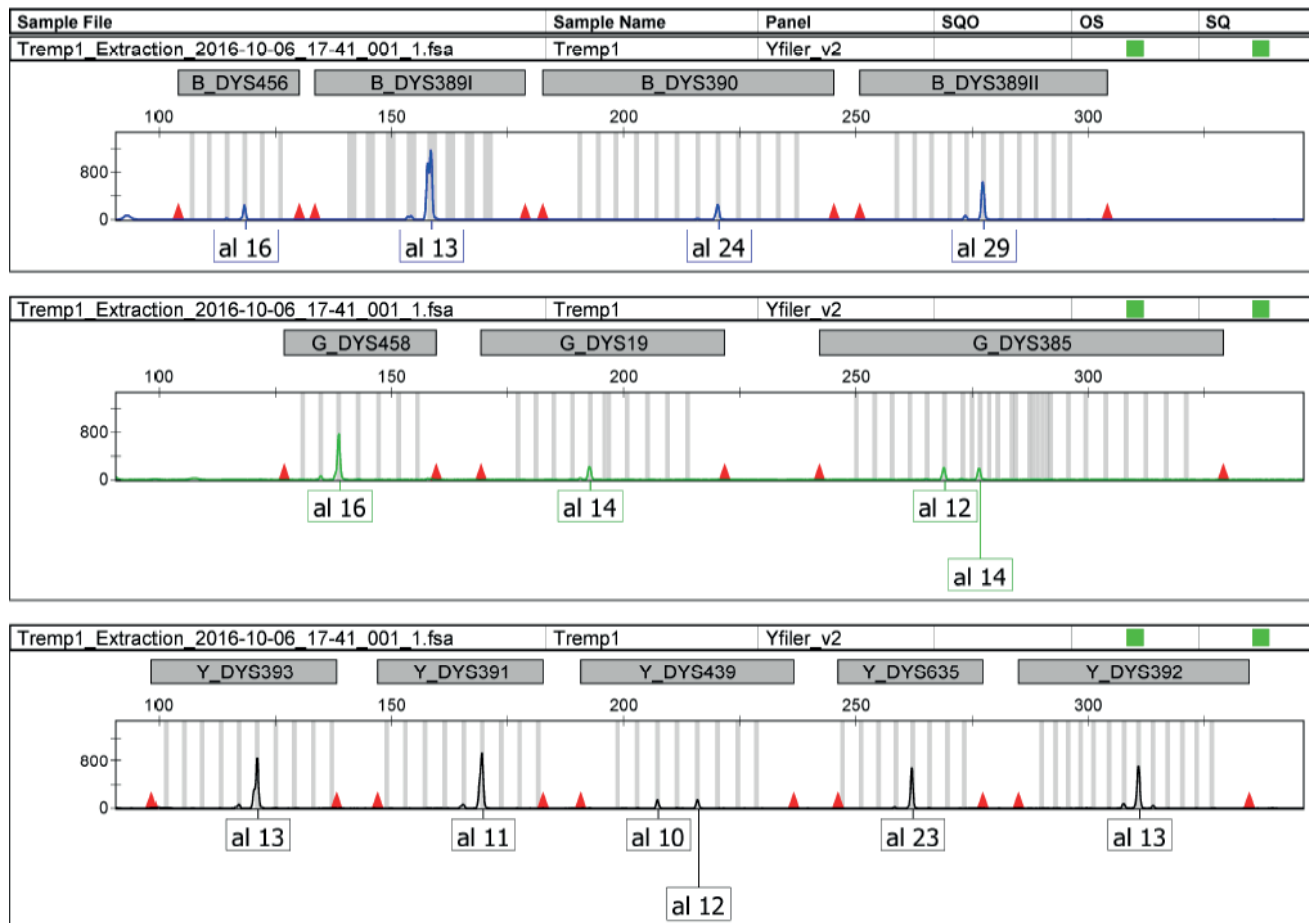 Sample File Sample Name Panel SQO OS SQ
Tremp1_Extraction_2016-10-06_17-41_001_1.fsa Tremp1 Yfiler_v2
B_DYS456 B_DYS389I B_DYS390 B_DYS389II
100 150 200 250 300
800
0
al 16 al 13 al 24 al 29
Tremp1_Extraction_2016-10-06_17-41_001_1.fsa Tremp1 Yfiler_v2
G_DYS458 G_DYS19 G_DYS385
100 150 200 250 300
800
0
al 16 al 14 al 12
al 14
Tremp1_Extraction_2016-10-06_17-41_001_1.fsa Tremp1 Yfiler_v2
Y_DYS393 Y_DYS391 Y_DYS439 Y_DYS635 Y_DYS392
100 150 200 250 300
800
0
al 13 al 11 al 10 al 23 al 13
al 12